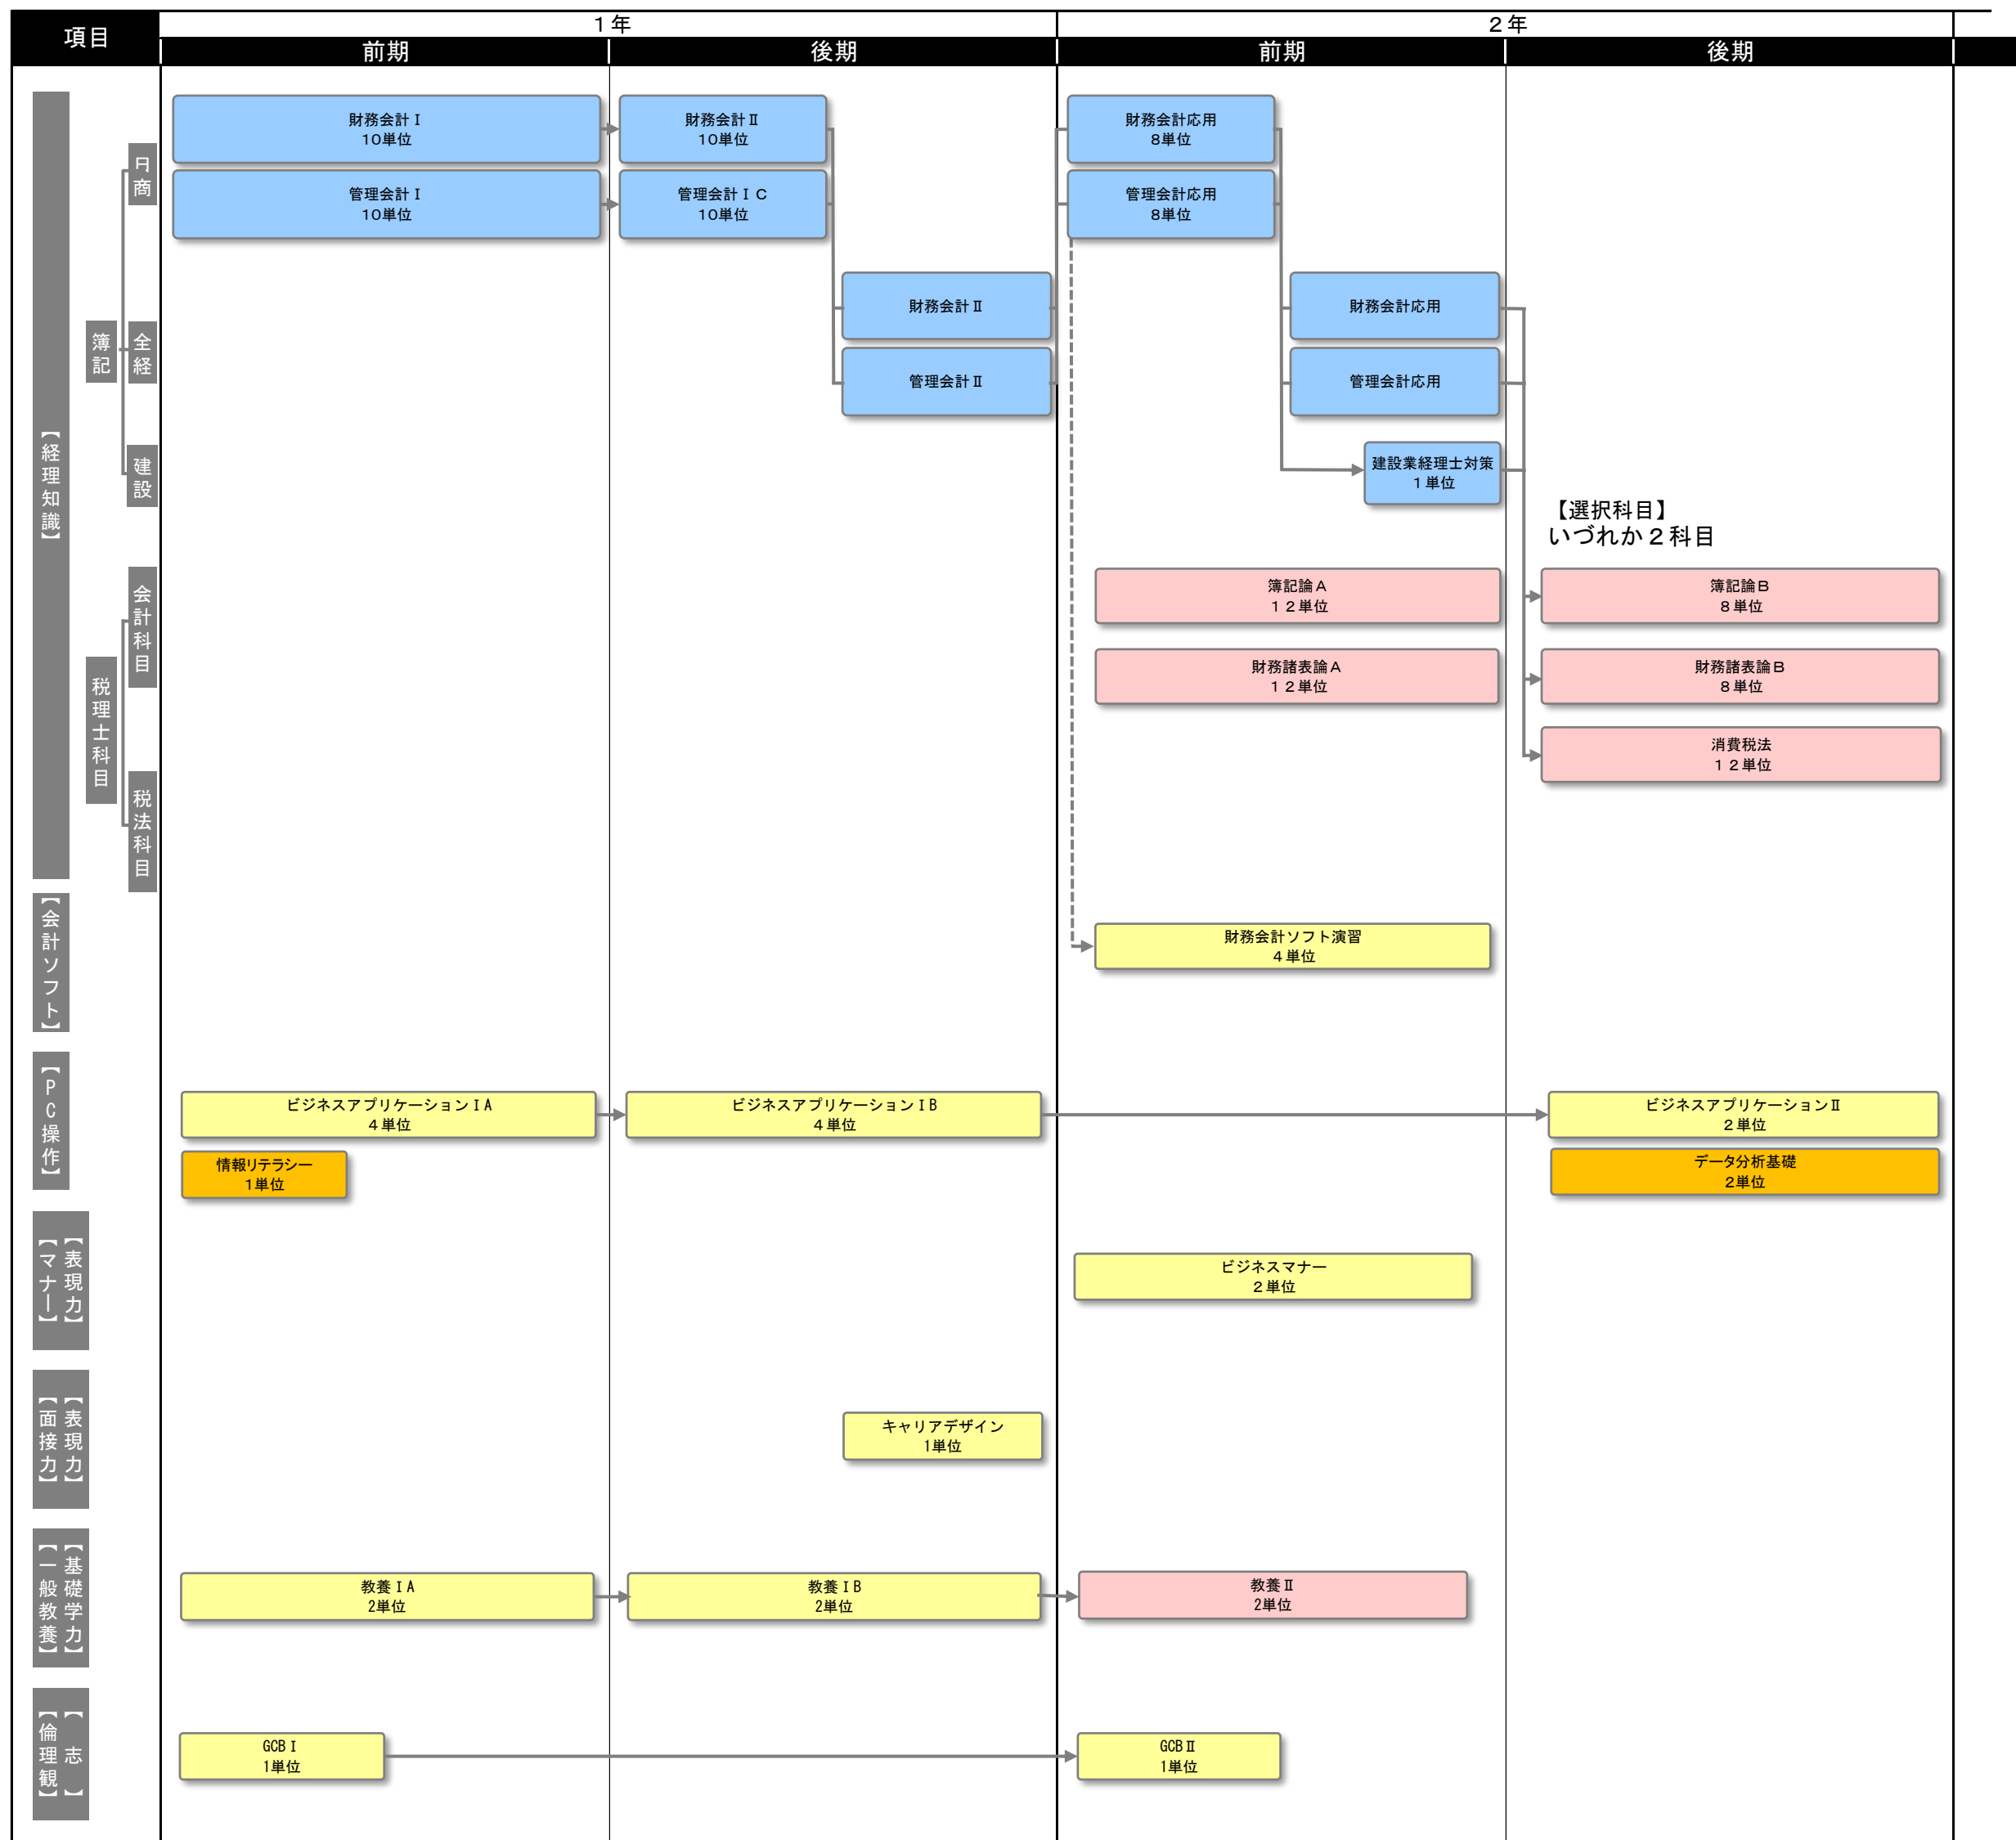 項目
1年
2年
前期
後期
前期
後期
【経理知識】
簿記
日商
全経
建設
税理士科目
会計科目
税法科目
財務会計Ⅰ
10単位
財務会計Ⅱ
10単位
財務会計応用
8単位
管理会計Ⅰ
10単位
管理会計ⅠC
10単位
管理会計応用
8単位
財務会計Ⅱ
財務会計応用
管理会計Ⅱ
管理会計応用
建設業経理士対策
1単位
【選択科目】
いづれか2科目
簿記論A
12単位
簿記論B
8単位
財務諸表論A
12単位
財務諸表論B
8単位
消費税法
12単位
【会計ソフト】
財務会計ソフト演習
4単位
【PC操作】
ビジネスアプリケーションⅠA
4単位
ビジネスアプリケーションⅠB
4単位
ビジネスアプリケーションⅡ
2単位
情報リテラシー
1単位
データ分析基礎
2単位
【表現力】
【マナー】
ビジネスマナー
2単位
【表現力】
【面接力】
キャリアデザイン
1単位
【基礎学力】
【一般教養】
教養ⅠA
2単位
教養ⅠB
2単位
教養Ⅱ
2単位
【志】
【倫理観】
GCBⅠ
1単位
GCBⅡ
1単位